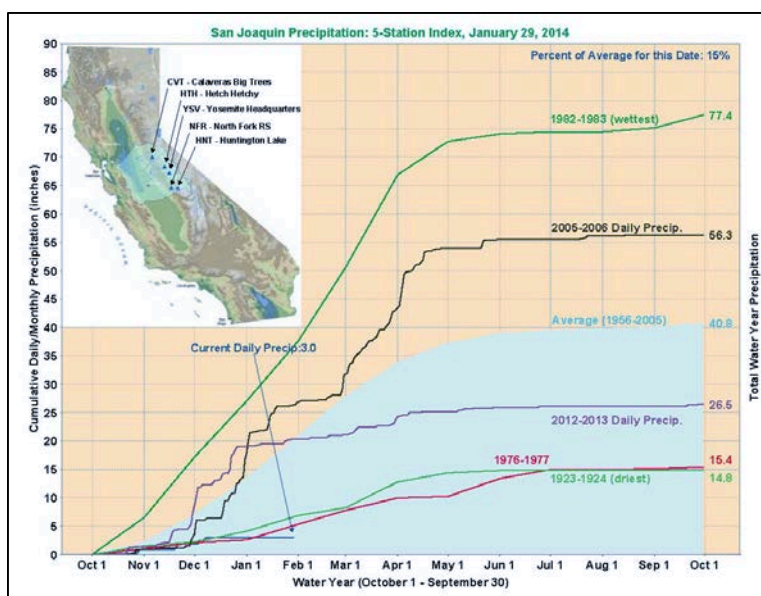 San Joaquin Precipitation: 5-Station Index, January 29, 2014
Percent of Average for this Date: 15%
CVT - Calaveras Big Trees
HTH - Hetch Hetchy
YSV - Yosemite Headquarters
NFR - North Fork RS
HNT - Huntington Lake
1982-1983 (wettest)
77.4
2005-2006 Daily Precip.
56.3
Average (1956-2005)
40.8
Current Daily Precip:3.0
2012-2013 Daily Precip.
26.5
1976-1977
15.4
1923-1924 (driest)
14.8
Cumulative Daily/Monthly Precipitation (inches)
90
85
80
75
70
65
60
55
50
45
40
35
30
25
20
15
10
5
0
Total Water Year Precipitation
Oct 1 Nov 1 Dec 1 Jan 1 Feb 1 Mar 1 Apr 1 May 1 Jun 1 Jul 1 Aug 1 Sep 1 Oct 1
Water Year (October 1 - September 30)